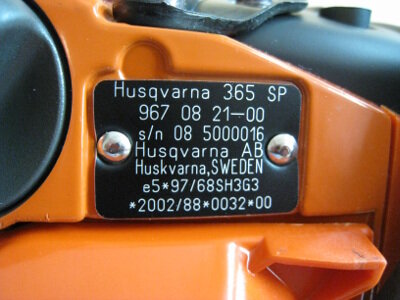 Husqvarna 365 SP
967 08 21-00
s/n 08 5000016
Husqvarna AB
Huskvarna,SWEDEN
e5*97/68SH3G3
*2002/88*0032*00